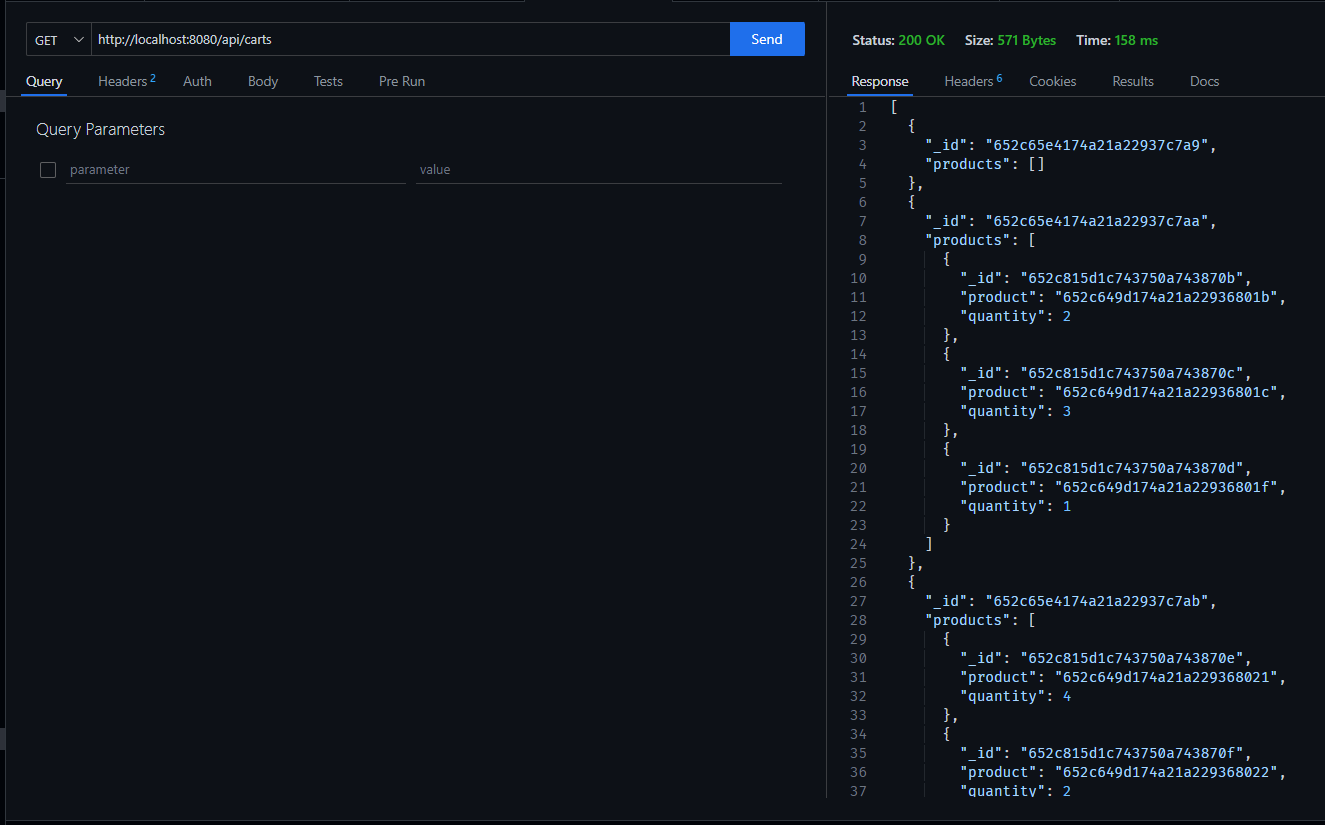 GET http://localhost:8080/api/carts Send
Query Headers 2 Auth Body Tests Pre Run
Query Parameters
parameter value
Status: 200 OK Size: 571 Bytes Time: 158 ms
Response Headers 6 Cookies Results Docs
1 [
2 {
3 "_id": "652c65e4174a21a22937c7a9",
4 "products": []
5 },
6 {
7 "_id": "652c65e4174a21a22937c7aa",
8 "products": [
9 {
10 "_id": "652c815d1c743750a743870b",
11 "product": "652c649d174a21a22936801b",
12 "quantity": 2
13 },
14 {
15 "_id": "652c815d1c743750a743870c",
16 "product": "652c649d174a21a22936801c",
17 "quantity": 3
18 },
19 {
20 "_id": "652c815d1c743750a743870d",
21 "product": "652c649d174a21a22936801f",
22 "quantity": 1
23 }
24 ]
25 },
26 {
27 "_id": "652c65e4174a21a22937c7ab",
28 "products": [
29 {
30 "_id": "652c815d1c743750a743870e",
31 "product": "652c649d174a21a229368021",
32 "quantity": 4
33 },
34 {
35 "_id": "652c815d1c743750a743870f",
36 "product": "652c649d174a21a229368022",
37 "quantity": 2